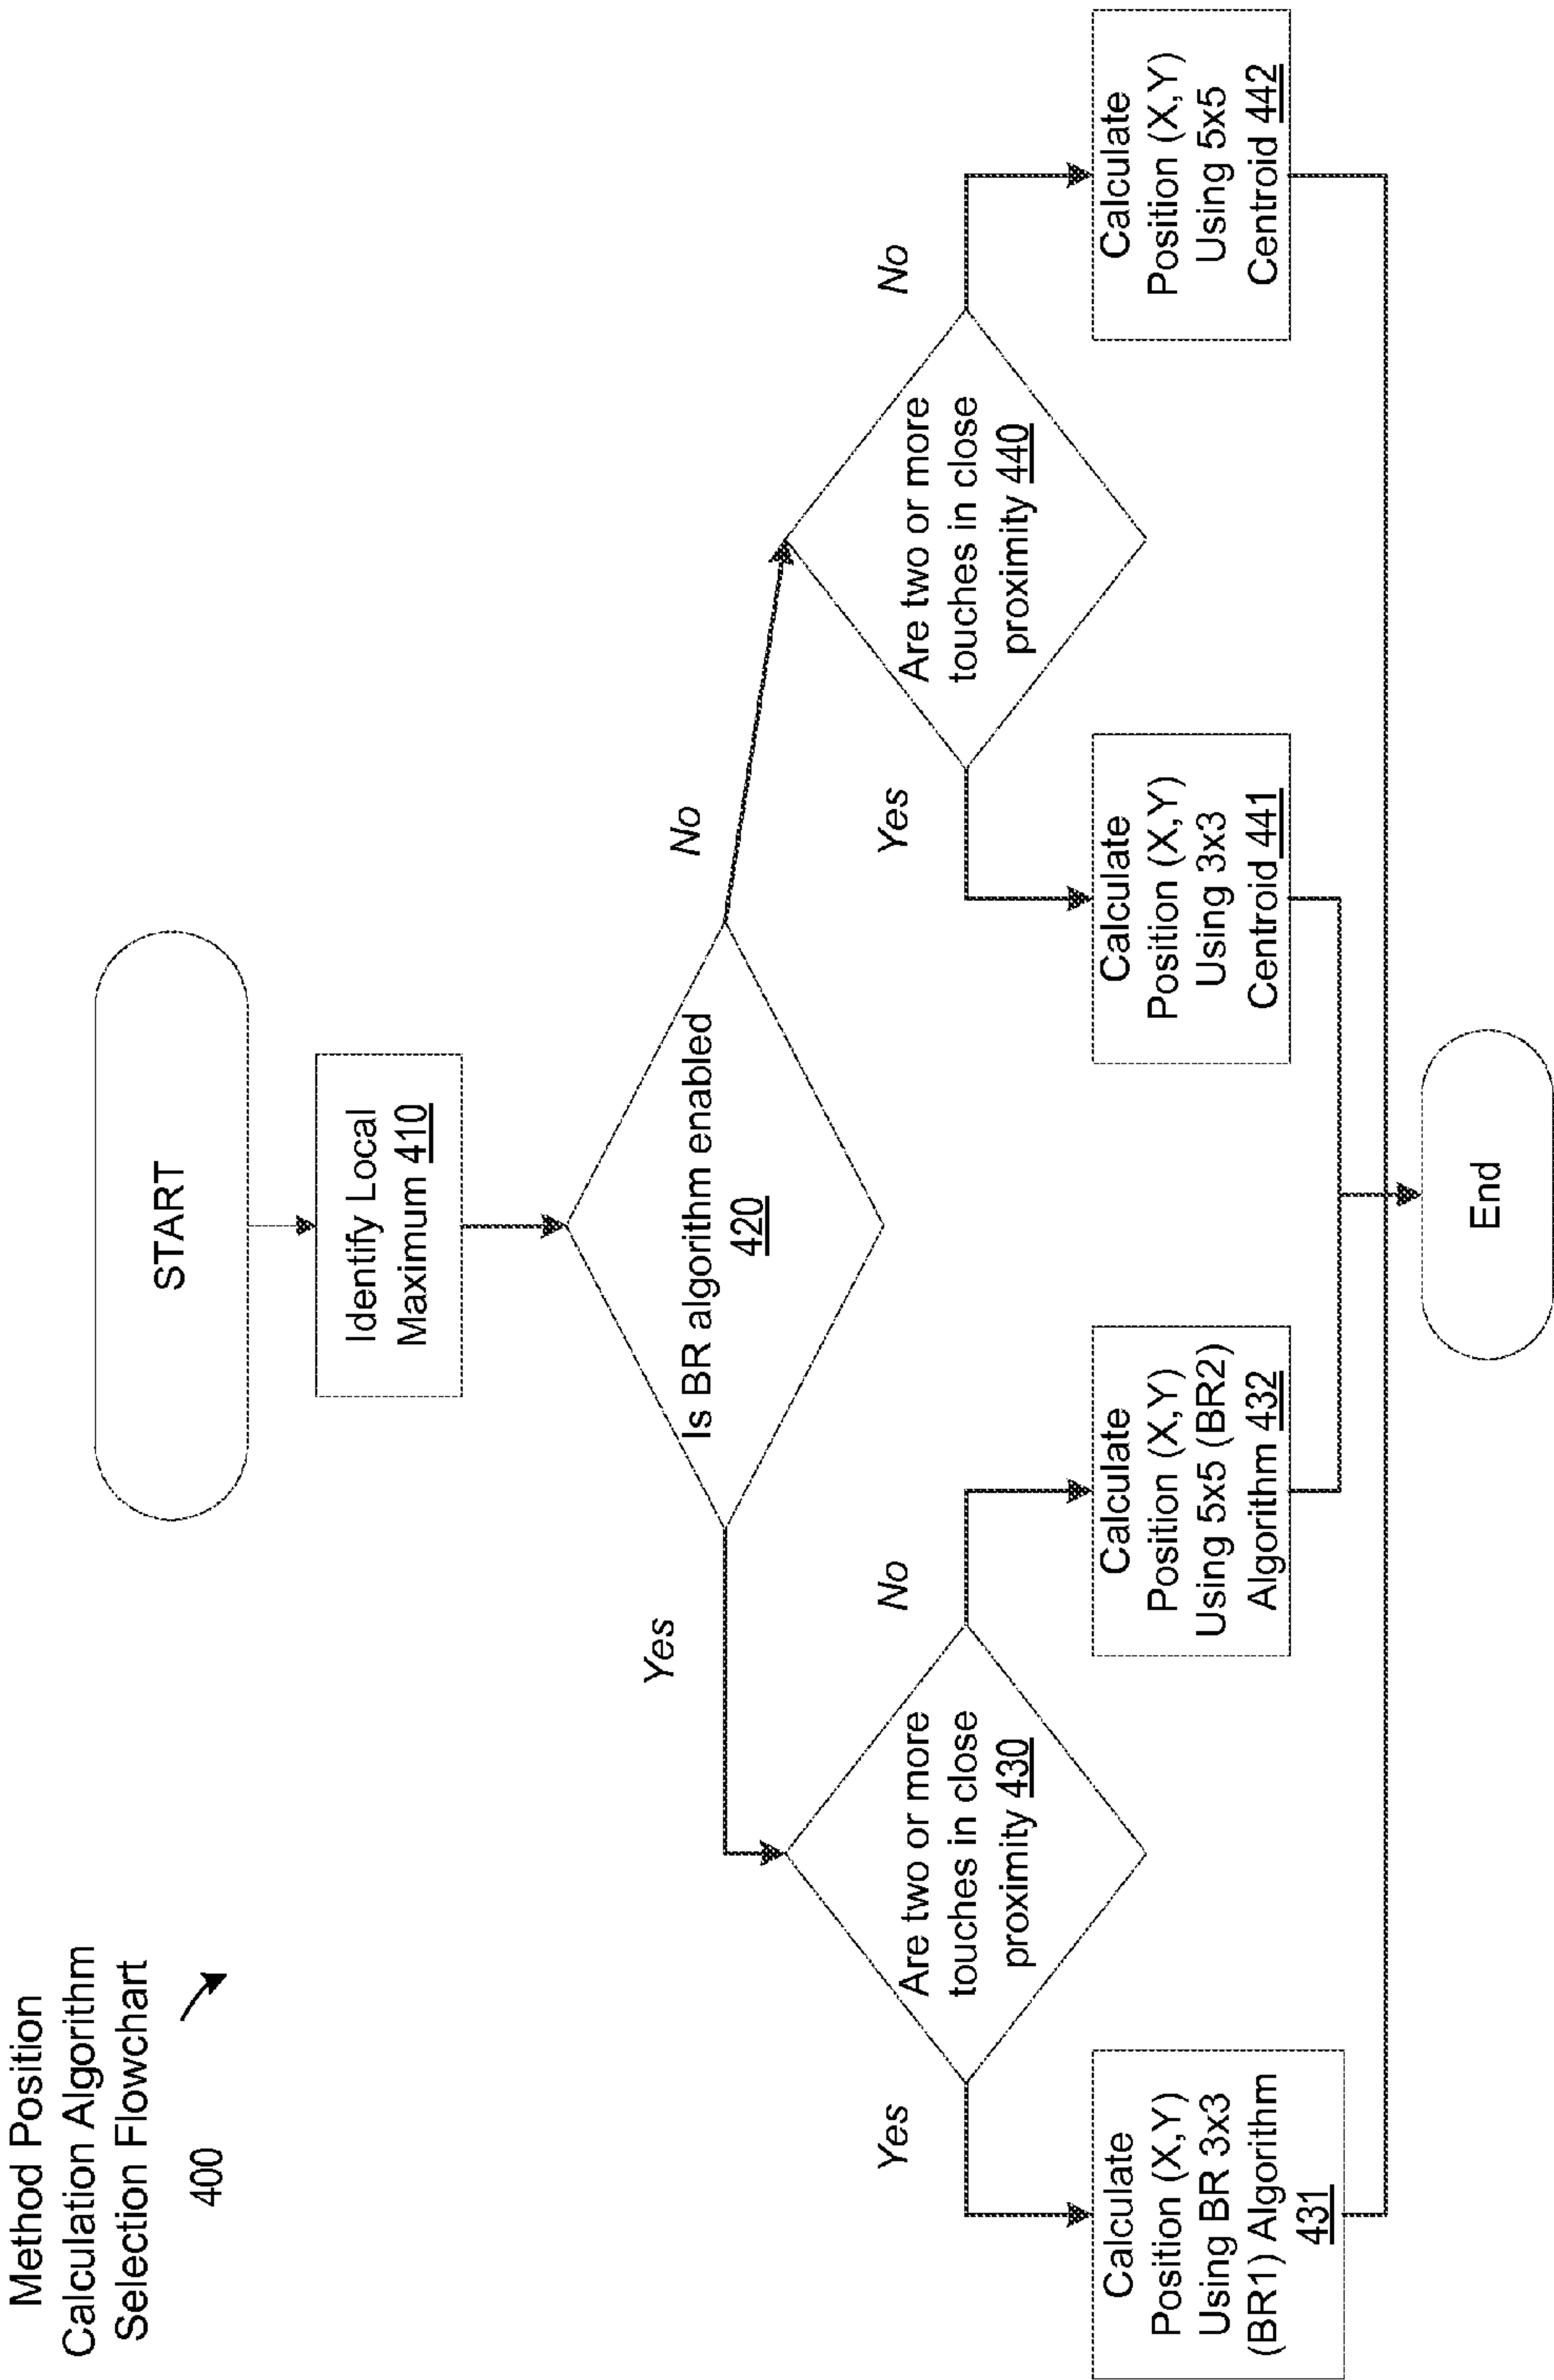 Method Position
Calculation Algorithm
Selection Flowchart
400
START
Identify Local
Maximum 410
Is BR algorithm enabled
420
Yes
No
Are two or more
touches in close
proximity 430
Are two or more
touches in close
proximity 440
Yes
No
Yes
No
Calculate
Position (X,Y)
Using BR 3x3
(BR1) Algorithm
431
Calculate
Position (X,Y)
Using 5x5 (BR2)
Algorithm 432
Calculate
Position (X,Y)
Using 3x3
Centroid 441
Calculate
Position (X,Y)
Using 5x5
Centroid 442
End